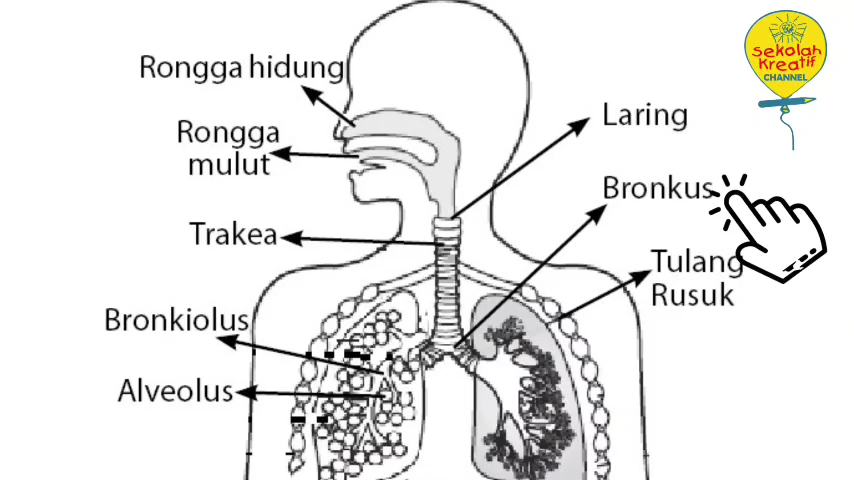 Rongga hidung
Rongga
mulut
Trakea
Bronkiolus
Alveolus
Laring
Bronkus
Tulang
Rusuk
Sekolah
Kreatif
CHANNEL